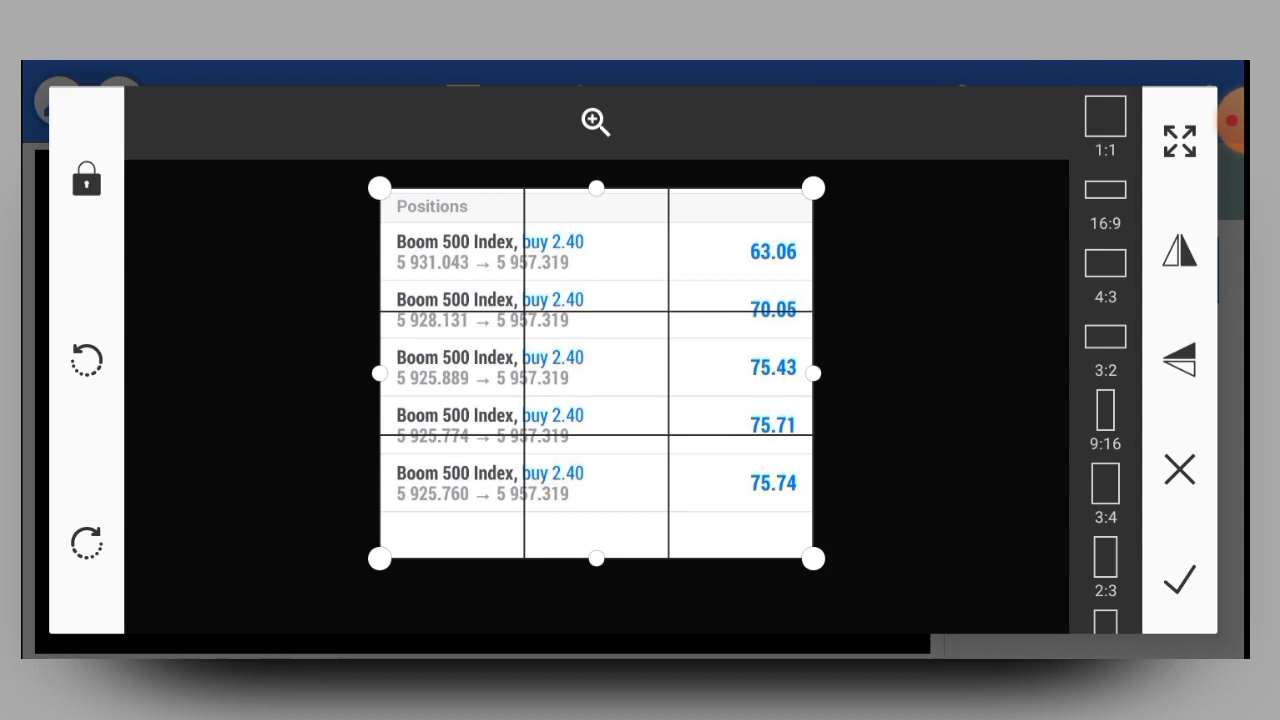 Positions
Boom 500 Index, buy 2.40
5 931.043 → 5 957.319
63.06
Boom 500 Index, buy 2.40
5 928.131 → 5 957.319
70.05
Boom 500 Index, buy 2.40
5 925.889 → 5 957.319
75.43
Boom 500 Index, buy 2.40
5 925.774 → 5 957.319
75.71
Boom 500 Index, buy 2.40
5 925.760 → 5 957.319
75.74
1:1
16:9
4:3
3:2
9:16
3:4
2:3